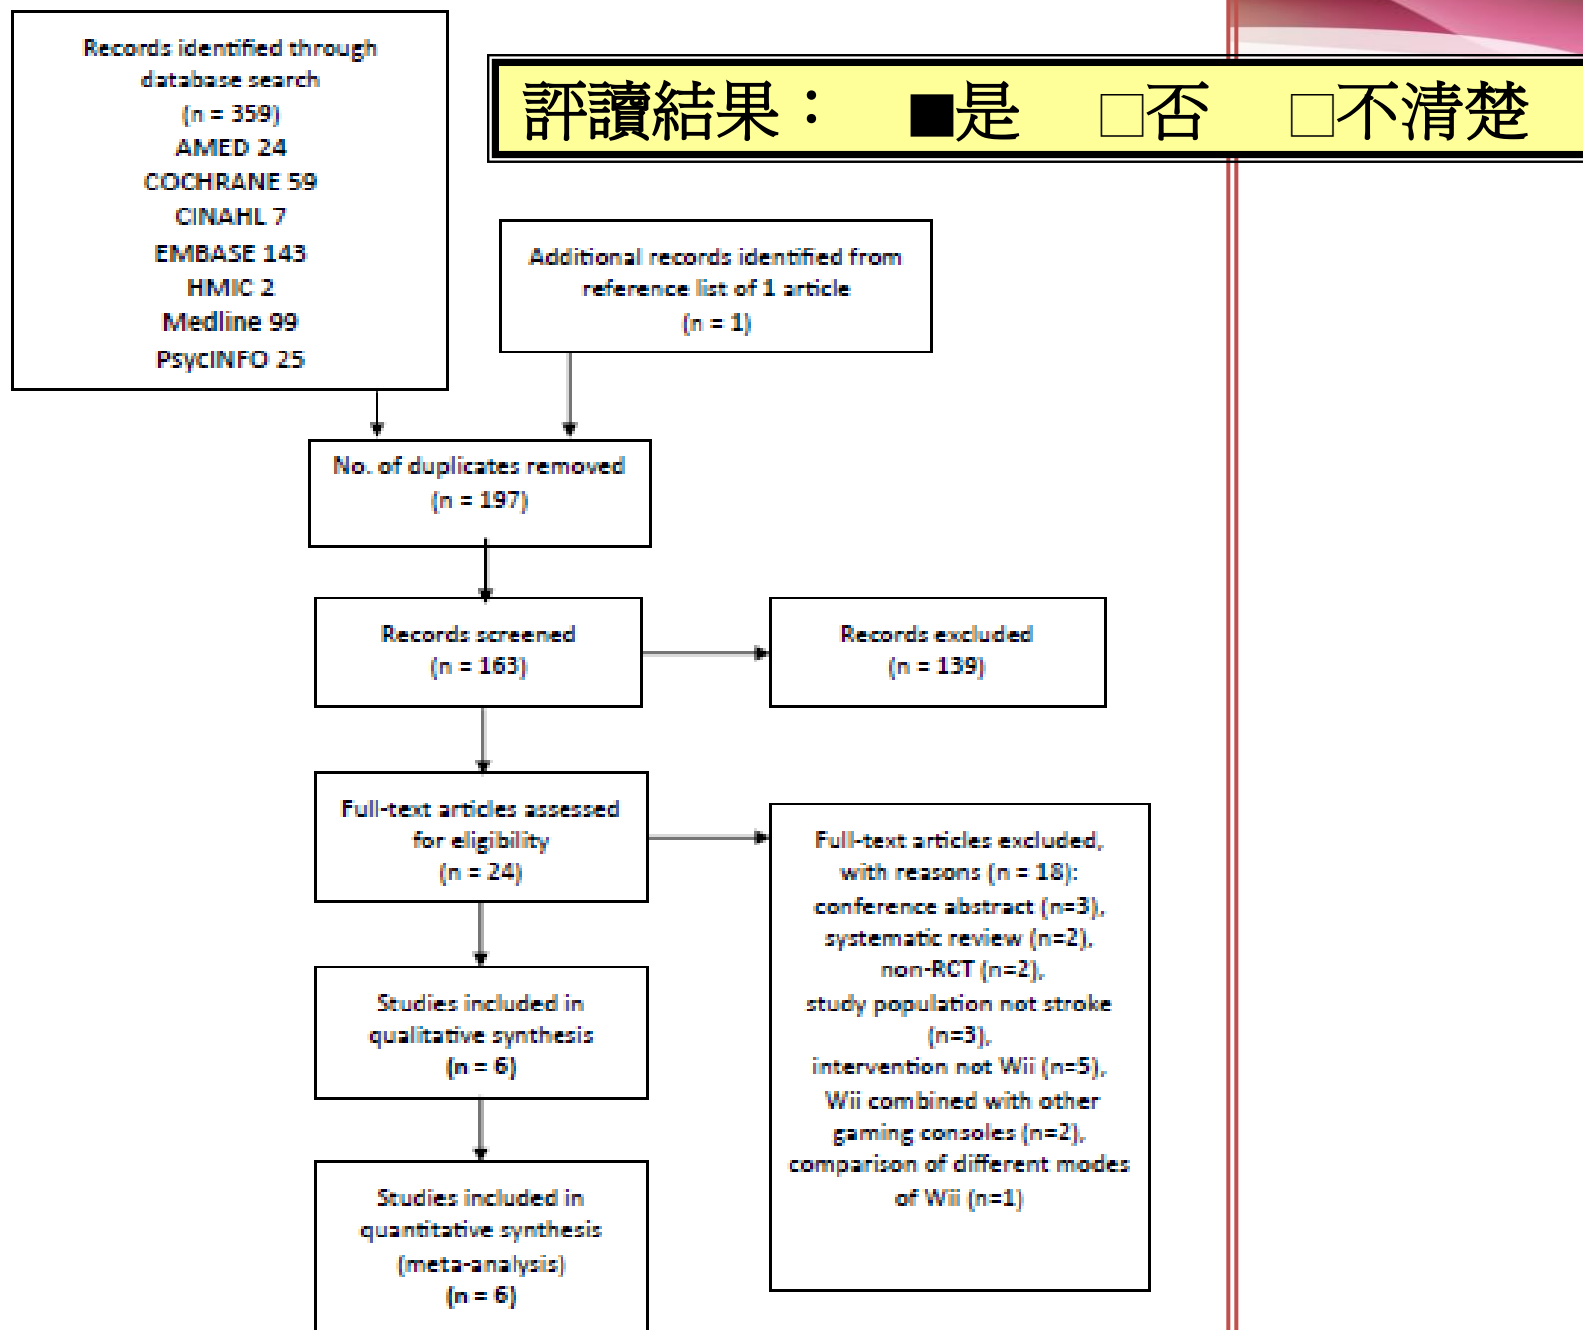 Records identified through
database search
(n = 359)
AMED 24
COCHRANE 59
CINAHL 7
EMBASE 143
HMIC 2
Medline 99
PsycINFO 25
評讀結果： ■是 □否 □不清楚
Additional records identified from
reference list of 1 article
(n = 1)
No. of duplicates removed
(n = 197)
Records screened
(n = 163)
Records excluded
(n = 139)
Full-text articles assessed
for eligibility
(n = 24)
Full-text articles excluded,
with reasons (n = 18):
conference abstract (n=3),
systematic review (n=2),
non-RCT (n=2),
study population not stroke
(n=3),
intervention not Wii (n=5),
Wii combined with other
gaming consoles (n=2),
comparison of different modes
of Wii (n=1)
Studies included in
qualitative synthesis
(n = 6)
Studies included in
quantitative synthesis
(meta-analysis)
(n = 6)